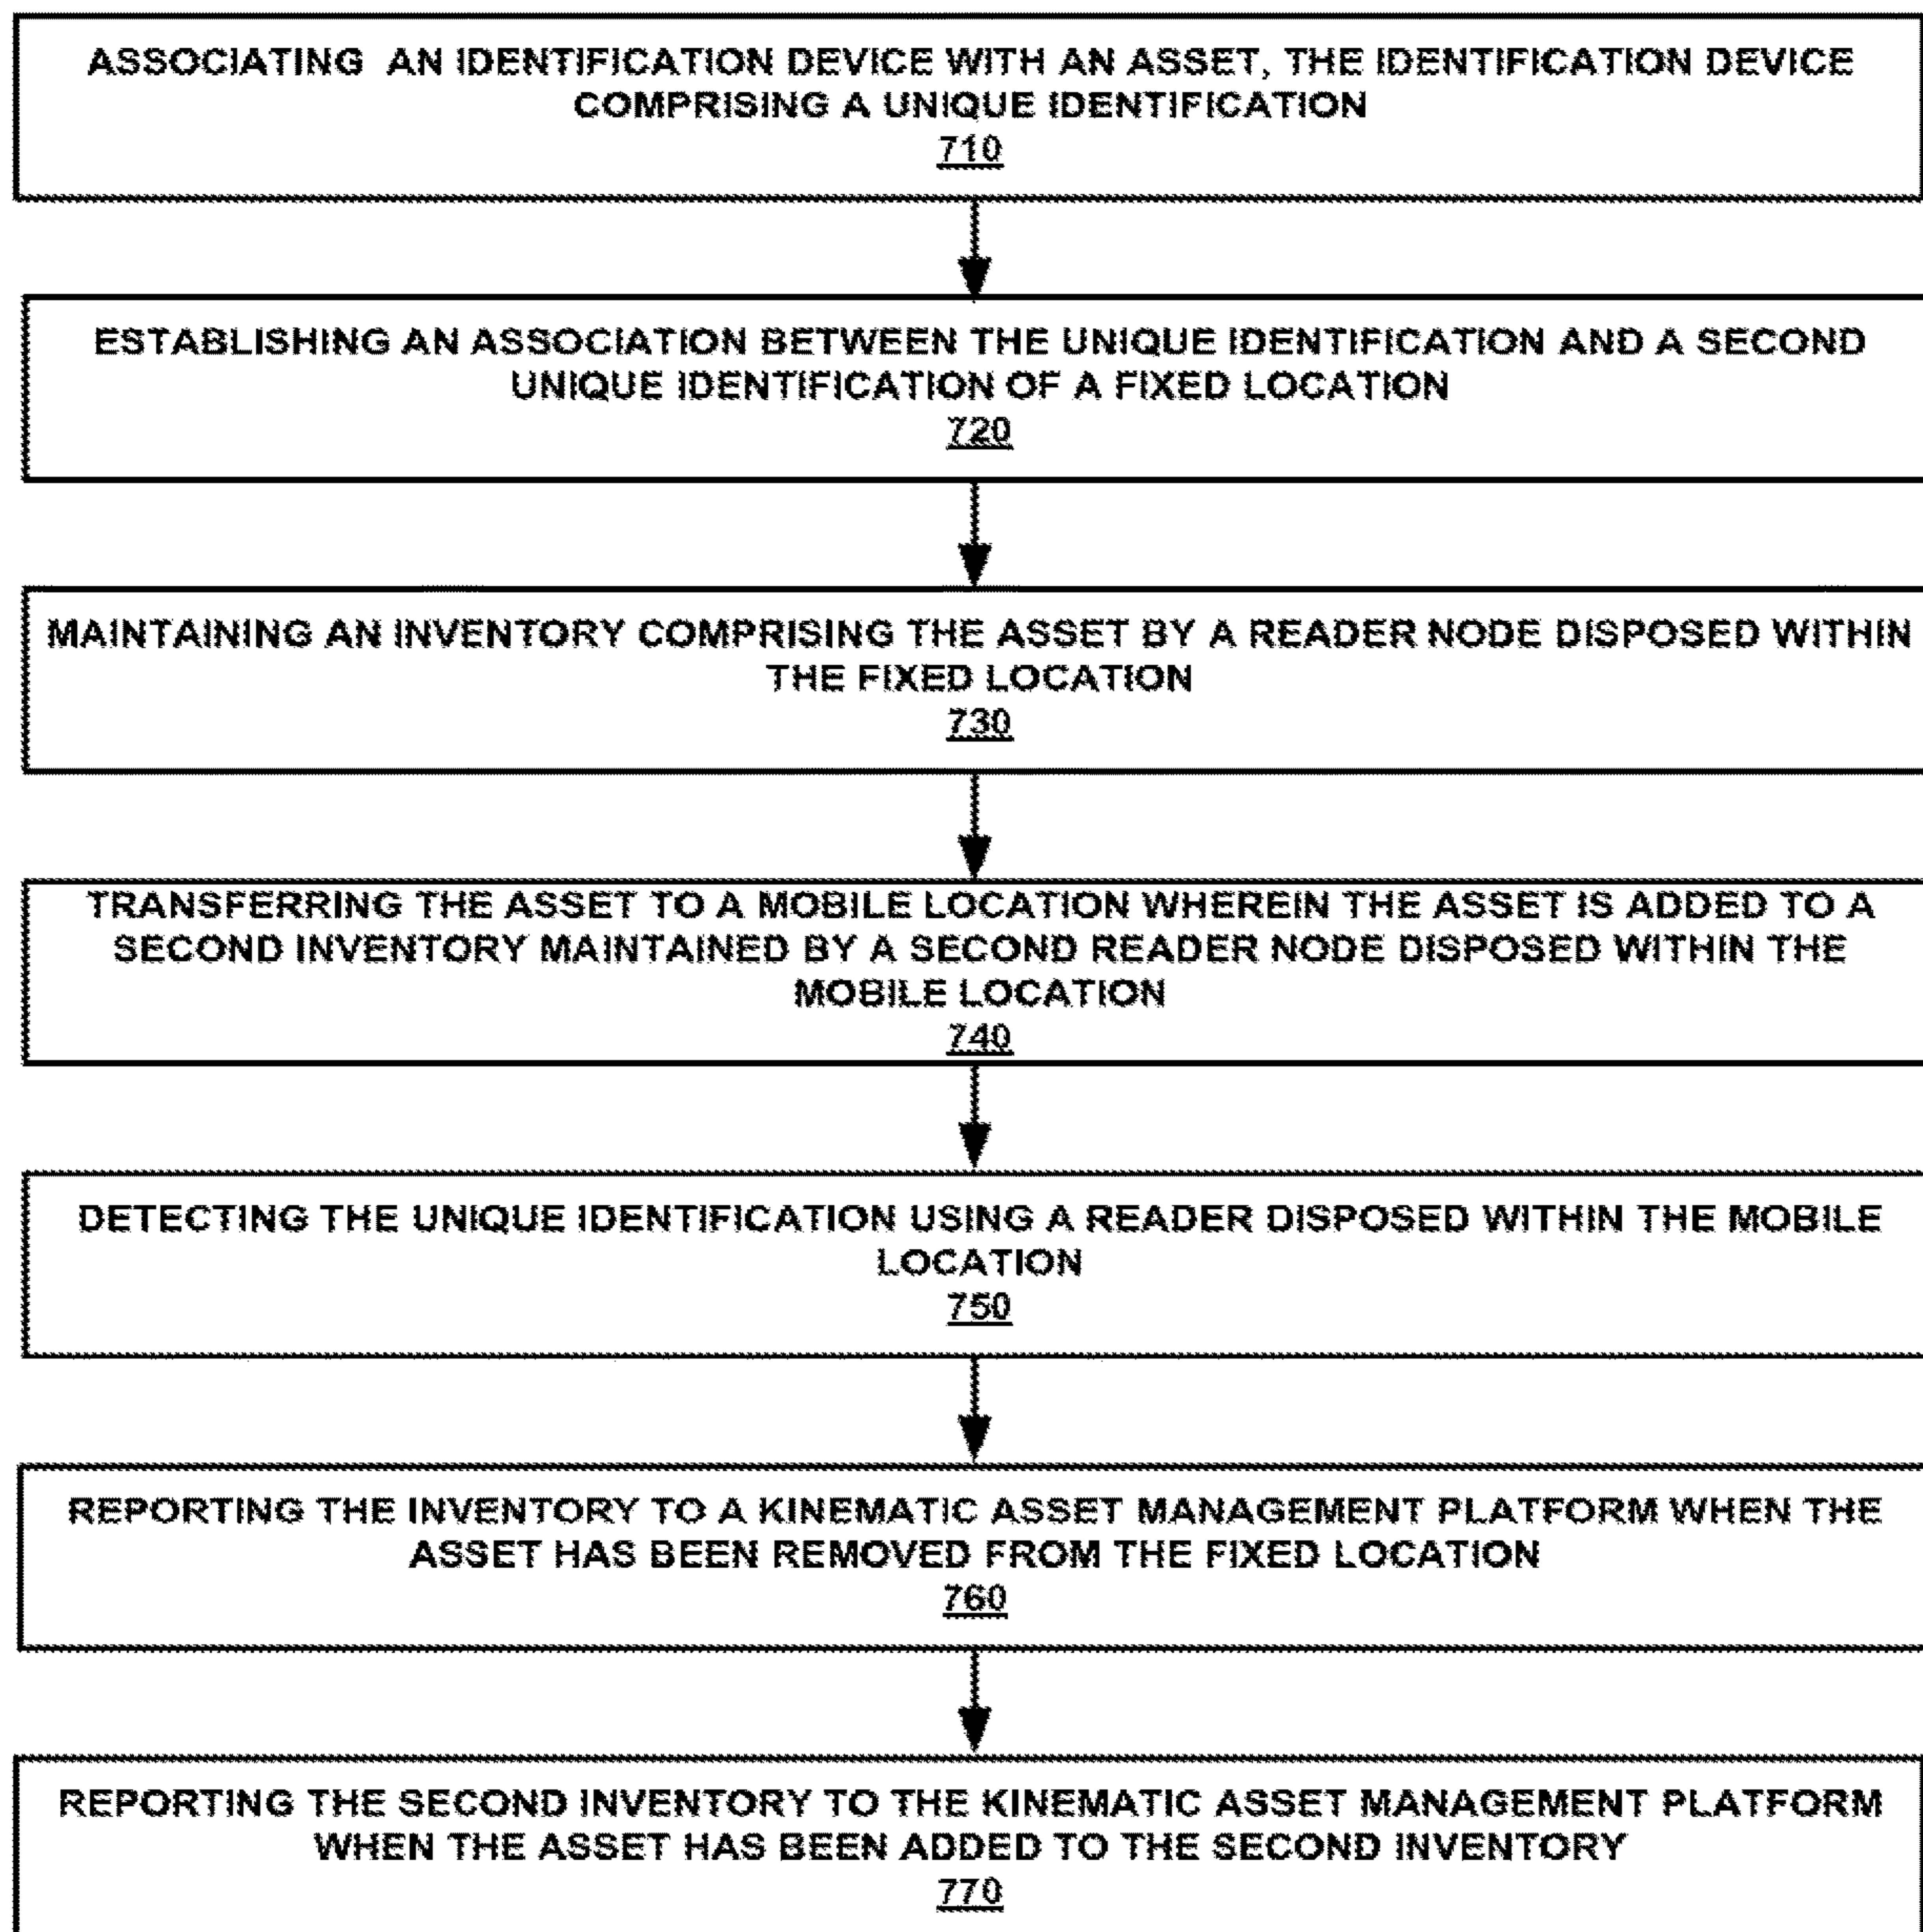 ASSOCIATING AN IDENTIFICATION DEVICE WITH AN ASSET, THE IDENTIFICATION DEVICE
COMPRISING A UNIQUE IDENTIFICATION
710
ESTABLISHING AN ASSOCIATION BETWEEN THE UNIQUE IDENTIFICATION AND A SECOND
UNIQUE IDENTIFICATION OF A FIXED LOCATION
720
MAINTAINING AN INVENTORY COMPRISING THE ASSET BY A READER NODE DISPOSED WITHIN
THE FIXED LOCATION
730
TRANSFERRING THE ASSET TO A MOBILE LOCATION WHEREIN THE ASSET IS ADDED TO A
SECOND INVENTORY MAINTAINED BY A SECOND READER NODE DISPOSED WITHIN THE
MOBILE LOCATION
740
DETECTING THE UNIQUE IDENTIFICATION USING A READER DISPOSED WITHIN THE MOBILE
LOCATION
750
REPORTING THE INVENTORY TO A KINEMATIC ASSET MANAGEMENT PLATFORM WHEN THE
ASSET HAS BEEN REMOVED FROM THE FIXED LOCATION
760
REPORTING THE SECOND INVENTORY TO THE KINEMATIC ASSET MANAGEMENT PLATFORM
WHEN THE ASSET HAS BEEN ADDED TO THE SECOND INVENTORY
770